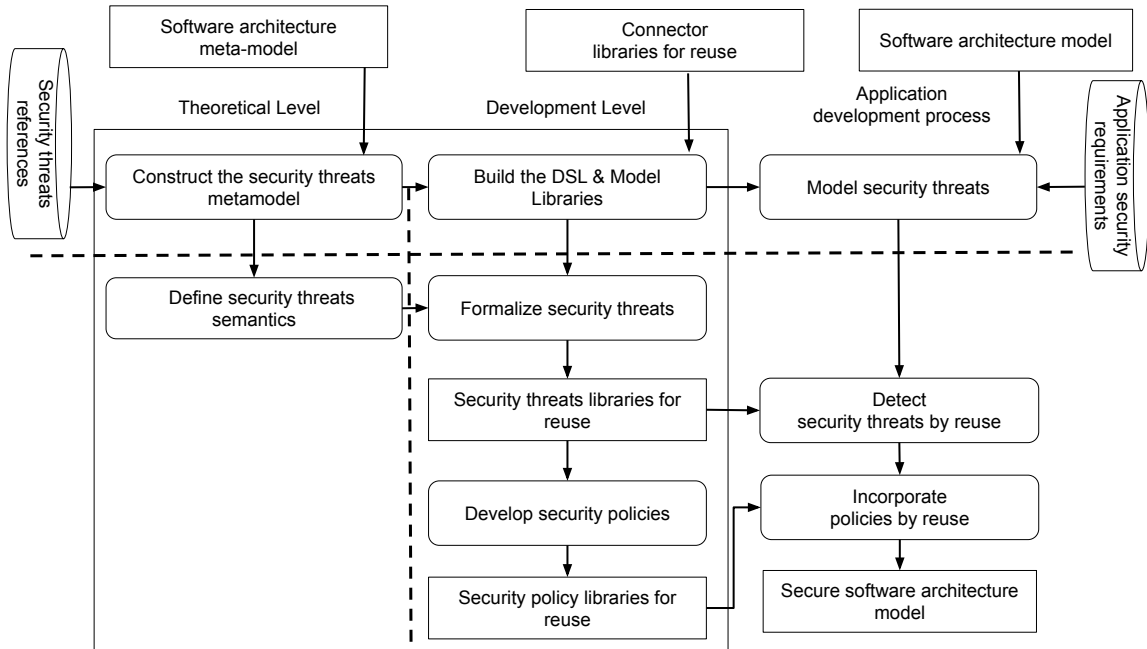 Software architecture
meta-model
Connector
libraries for reuse
Software architecture model
Security threats
references
Theoretical Level
Development Level
Application
development process
Application security
requirements
Construct the security threats
metamodel
Build the DSL & Model
Libraries
Model security threats
Define security threats
semantics
Formalize security threats
Security threats libraries for
reuse
Detect
security threats by reuse
Develop security policies
Incorporate
policies by reuse
Security policy libraries for
reuse
Secure software architecture
model